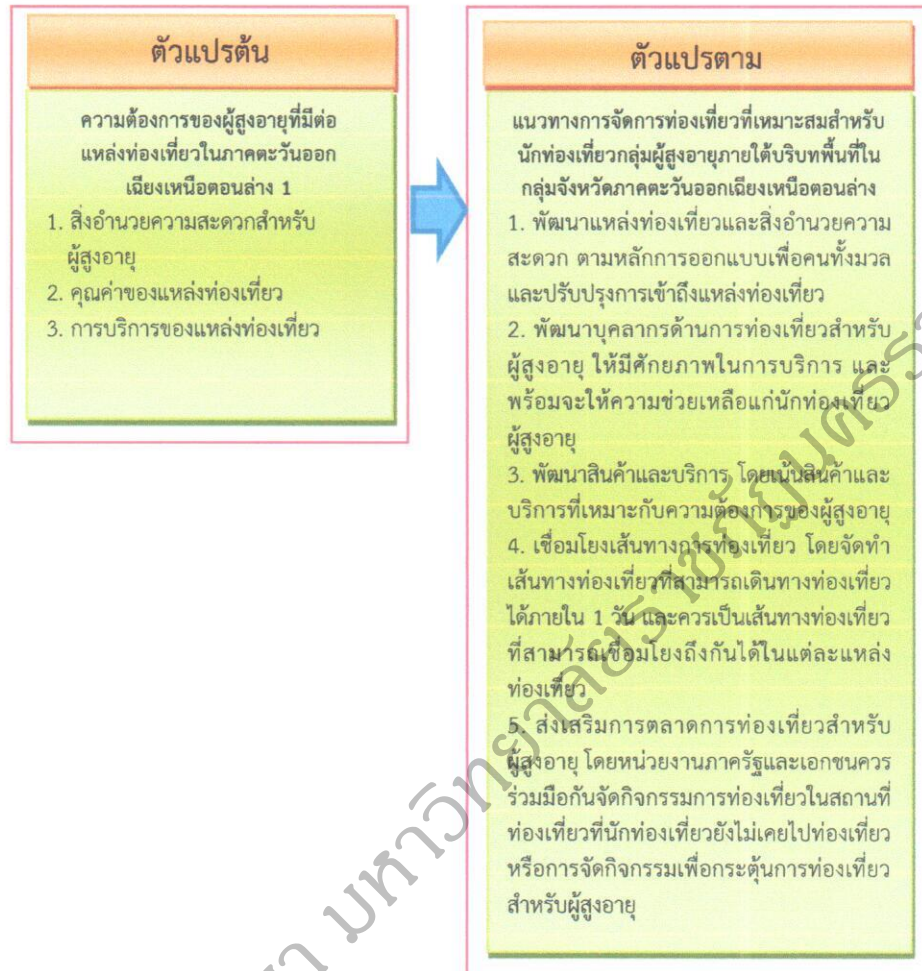 ตัวแปรต้น
ความต้องการของผู้สูงอายุที่มีต่อ
แหล่งท่องเที่ยวในภาคตะวันออก
เฉียงเหนือตอนล่าง 1
1. สิ่งอำนวยความสะดวกสำหรับ
ผู้สูงอายุ
2. คุณค่าของแหล่งท่องเที่ยว
3. การบริการของแหล่งท่องเที่ยว
ตัวแปรตาม
แนวทางการจัดการท่องเที่ยวที่เหมาะสมสำหรับ
นักท่องเที่ยวกลุ่มผู้สูงอายุภายใต้บริบทพื้นที่ใน
กลุ่มจังหวัดภาคตะวันออกเฉียงเหนือตอนล่าง
1. พัฒนาแหล่งท่องเที่ยวและสิ่งอำนวยความ
สะดวก ตามหลักการออกแบบเพื่อคนทั้งมวล
และปรับปรุงการเข้าถึงแหล่งท่องเที่ยว
2. พัฒนาบุคลากรด้านการท่องเที่ยวสำหรับ
ผู้สูงอายุ ให้มีศักยภาพในการบริการ และ
พร้อมจะให้ความช่วยเหลือแก่นักท่องเที่ยว
ผู้สูงอายุ
3. พัฒนาสินค้าและบริการ โดยเน้นสินค้าและ
บริการที่เหมาะกับความต้องการของผู้สูงอายุ
4. เชื่อมโยงเส้นทางการท่องเที่ยว โดยจัดทำ
เส้นทางท่องเที่ยวที่สามารถเดินทางท่องเที่ยว
ได้ภายใน 1 วัน และควรเป็นเส้นทางท่องเที่ยว
ที่สามารถเชื่อมโยงถึงกันได้ในแต่ละแหล่ง
ท่องเที่ยว
5. ส่งเสริมการตลาดการท่องเที่ยวสำหรับ
ผู้สูงอายุ โดยหน่วยงานภาครัฐและเอกชนควร
ร่วมมือกันจัดกิจกรรมการท่องเที่ยวในสถานที่
ท่องเที่ยวที่นักท่องเที่ยวยังไม่เคยไปท่องเที่ยว
หรือการจัดกิจกรรมเพื่อกระตุ้นการท่องเที่ยว
สำหรับผู้สูงอายุ
มหาวิทยาลัยราชภัฏนคร